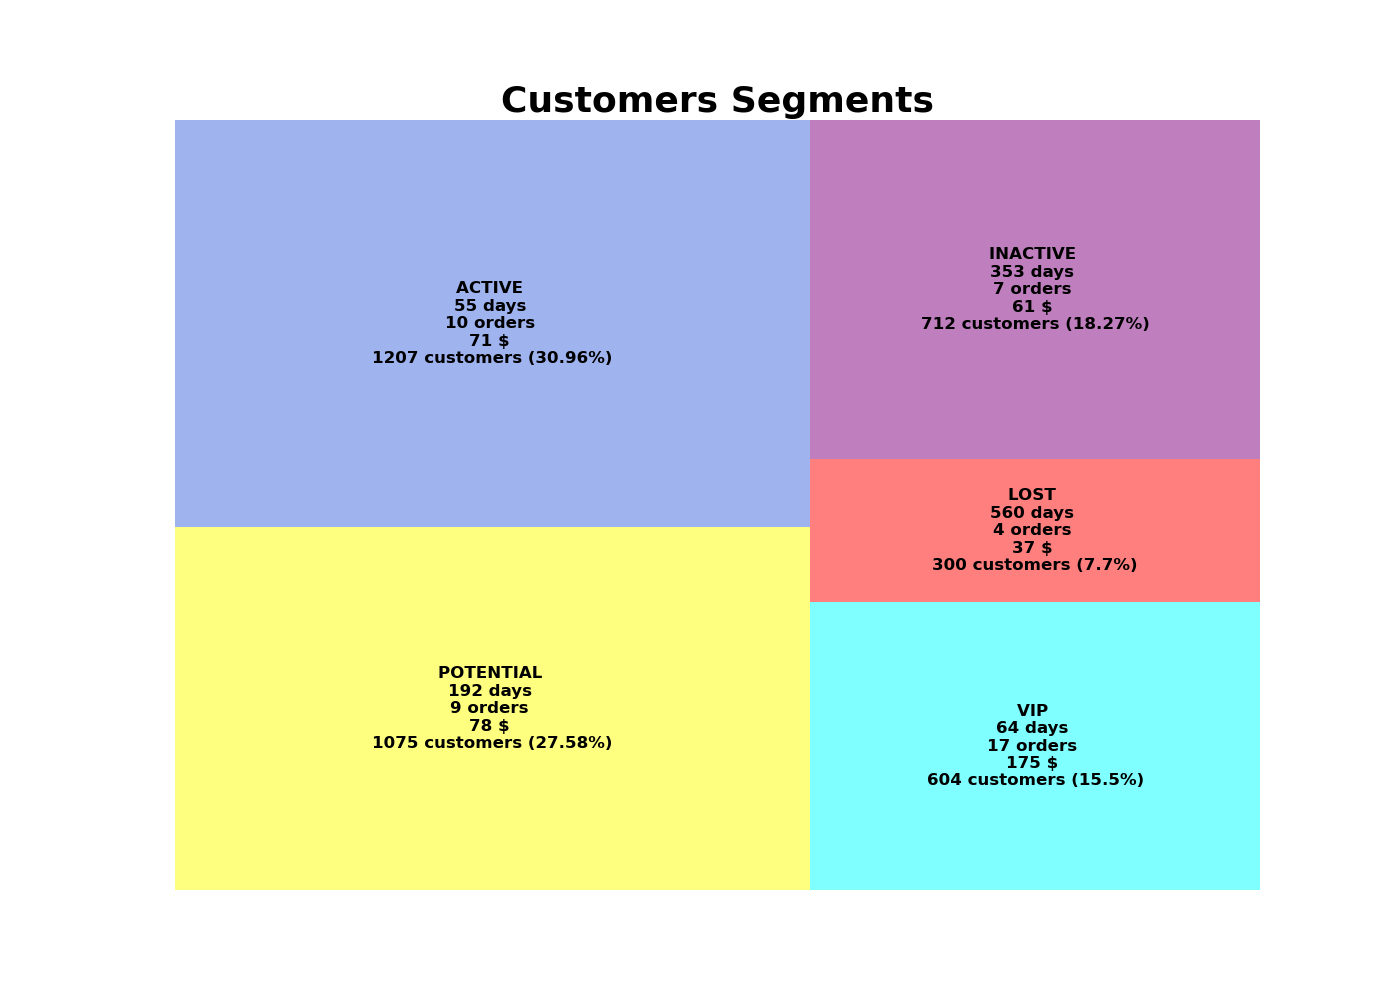 Customers Segments
ACTIVE
55 days
10 orders
71 $
1207 customers (30.96%)
INACTIVE
353 days
7 orders
61 $
712 customers (18.27%)
LOST
560 days
4 orders
37 $
300 customers (7.7%)
POTENTIAL
192 days
9 orders
78 $
1075 customers (27.58%)
VIP
64 days
17 orders
175 $
604 customers (15.5%)